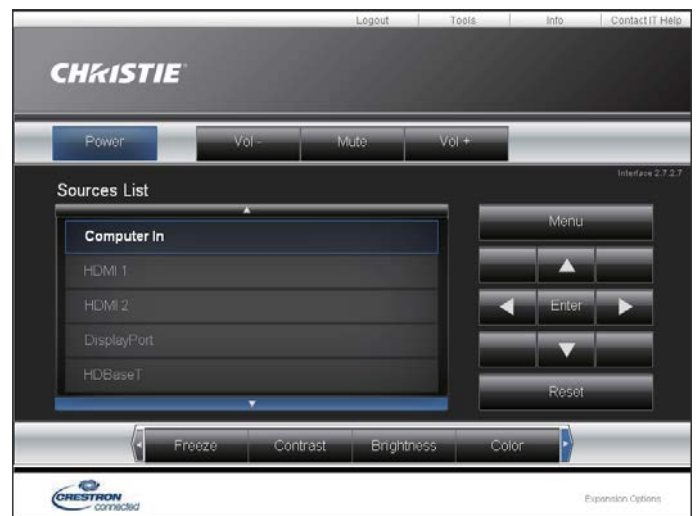 Logout Tools Info Contact IT Help
CHRISTIE
Power Vol - Mute Vol +
Interface 2.7.2.7
Sources List
Computer In
Menu
HDMI 1
HDMI 2
Enter
DisplayPort
HDBaseT
Reset
Freeze Contrast Brightness Color
CRESTRON
connected
Expansion Options